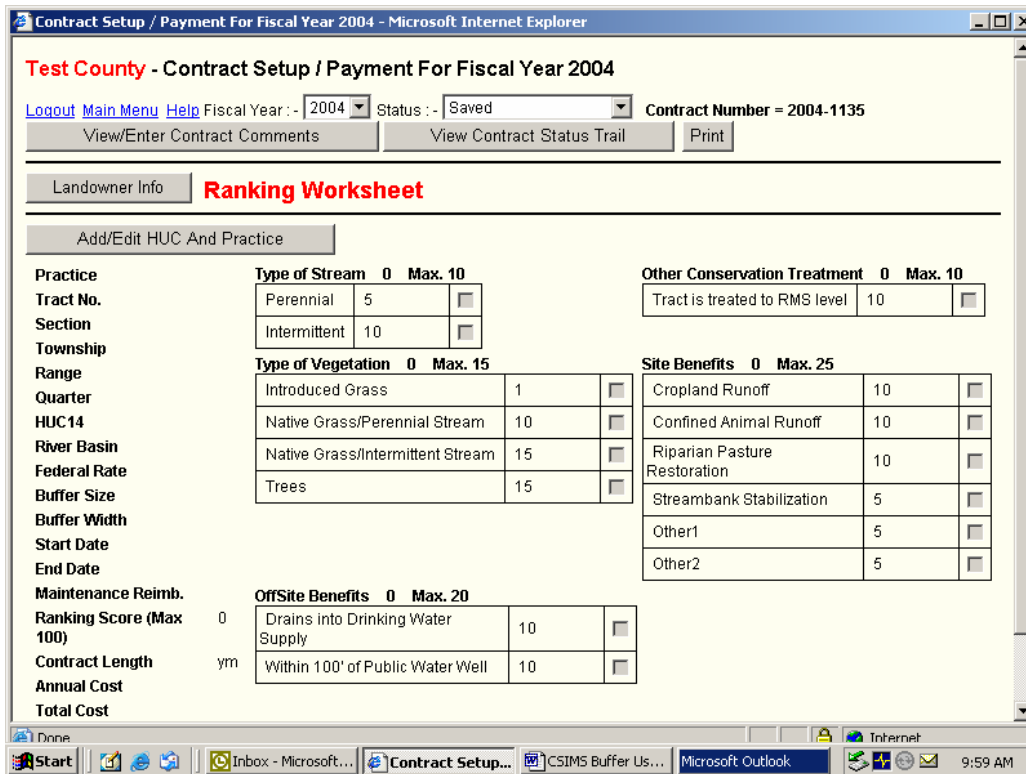 Contract Setup / Payment For Fiscal Year 2004 - Microsoft Internet Explorer
Test County - Contract Setup / Payment For Fiscal Year 2004
Logout Main Menu Help Fiscal Year : - 2004 Status : - Saved Contract Number = 2004-1135
View/Enter Contract Comments View Contract Status Trail Print
Landowner Info Ranking Worksheet
Add/Edit HUC And Practice
Practice
Tract No.
Section
Township
Range
Quarter
HUC14
River Basin
Federal Rate
Buffer Size
Buffer Width
Start Date
End Date
Maintenance Reimb.
Ranking Score (Max 0
100)
Contract Length ym
Annual Cost
Total Cost
Type of Stream 0 Max. 10
Perennial 5
Intermittent 10
Type of Vegetation 0 Max. 15
Introduced Grass 1
Native Grass/Perennial Stream 10
Native Grass/Intermittent Stream 15
Trees 15
OffSite Benefits 0 Max. 20
Drains into Drinking Water 10
Supply
Within 100' of Public Water Well 10
Other Conservation Treatment 0 Max. 10
Tract is treated to RMS level 10
Site Benefits 0 Max. 25
Cropland Runoff 10
Confined Animal Runoff 10
Riparian Pasture 10
Restoration
Streambank Stabilization 5
Other1 5
Other2 5
Done Internet
Start Inbox - Microsoft... Contract Setup... CSIMS Buffer Us... Microsoft Outlook 9:59 AM